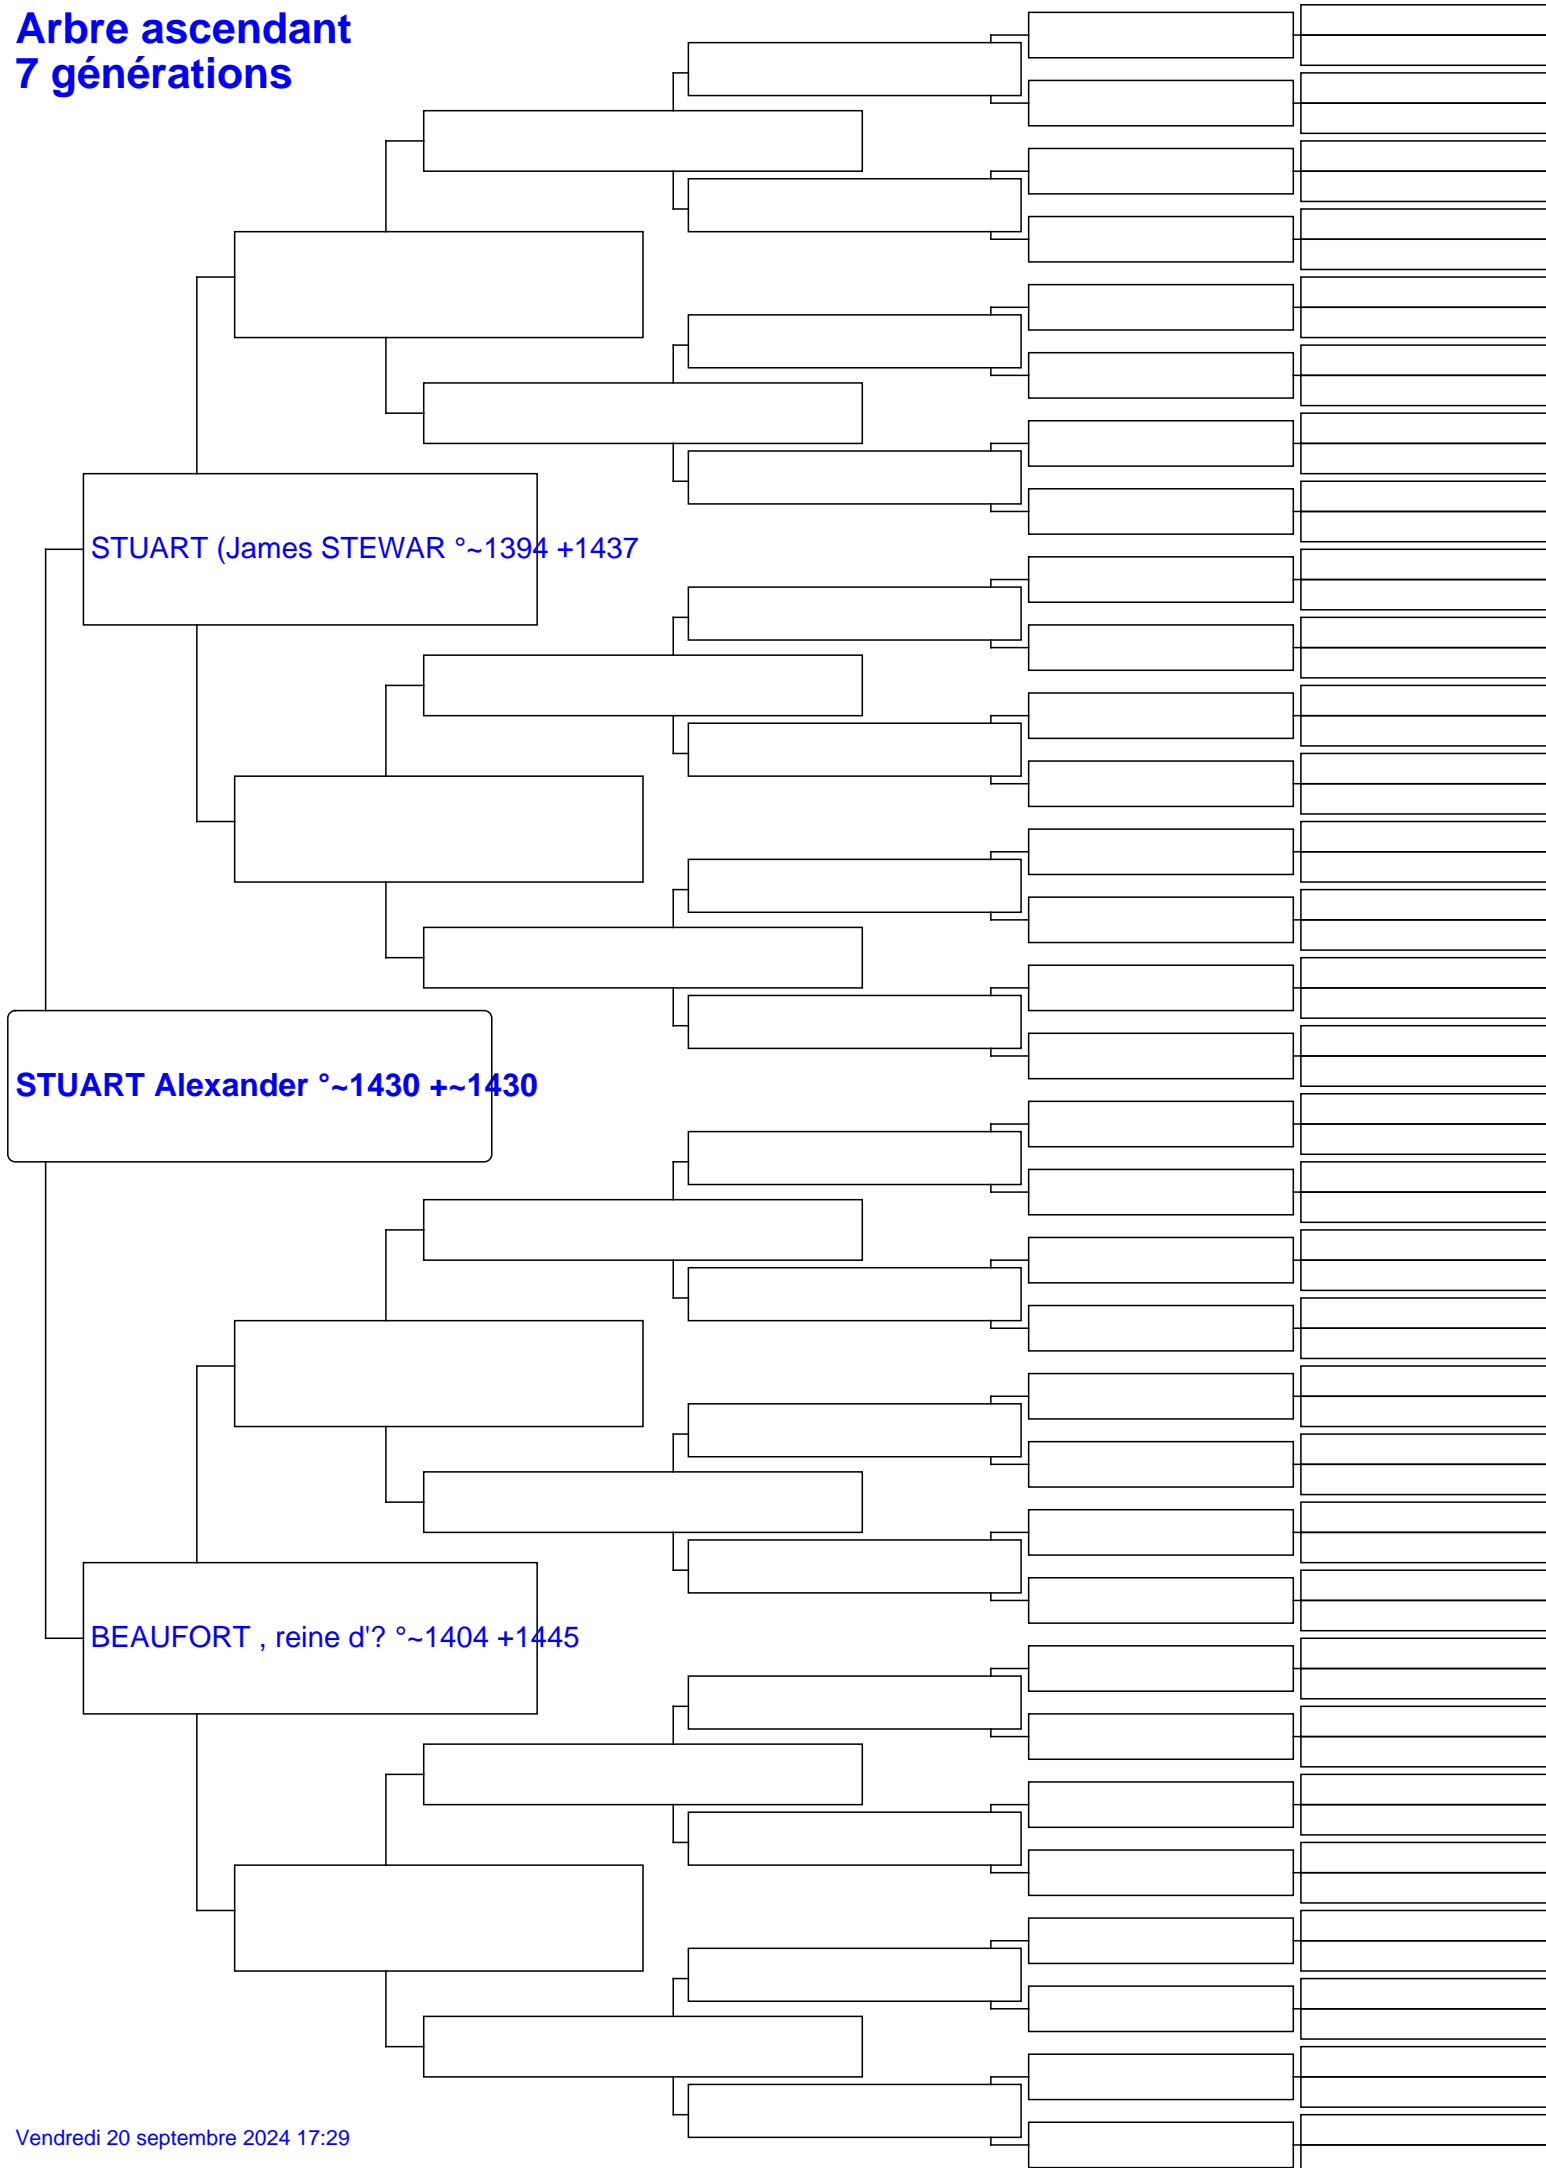 Arbre ascendant
7 générations
STUART (James STEWAR °~1394 +1437
STUART Alexander °~1430 +~1430
BEAUFORT , reine d'? °~1404 +1445
Vendredi 20 septembre 2024 17:29